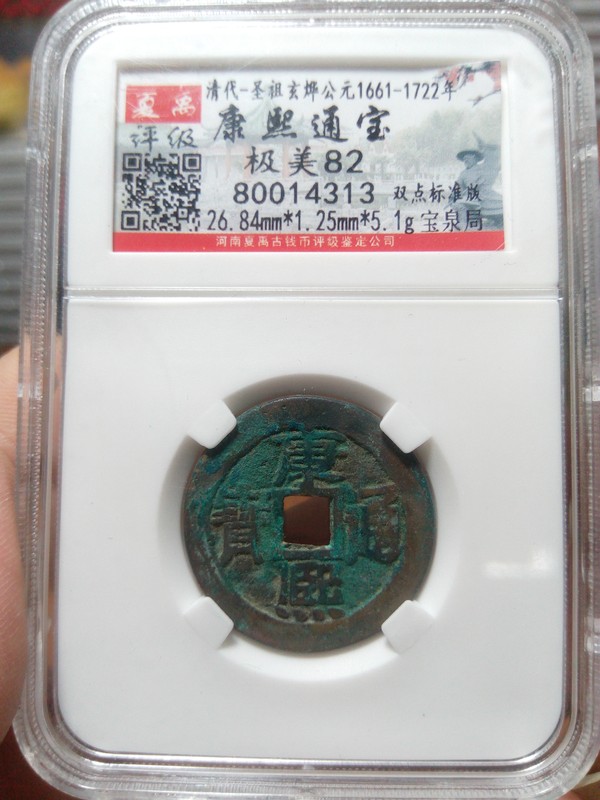 夏禹
评级
清代-圣祖玄烨公元1661-1722年
康熙通宝
极美82
80014313 双点标准版
26.84mm*1.25mm*5.1g 宝泉局
河南夏禹古钱币评级鉴定公司
康熙通寳